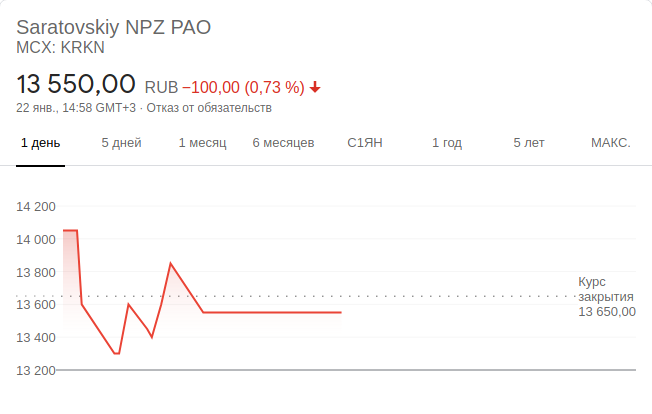 Saratovskiy NPZ PAO
MCX: KRKN
13 550,00 RUB −100,00 (0,73 %)
22 янв., 14:58 GMT+3 · Отказ от обязательств
1 день 5 дней 1 месяц 6 месяцев С1ЯН 1 год 5 лет МАКС.
14 200
14 000
13 800
13 600
13 400
13 200
Курс
закрытия
13 650,00